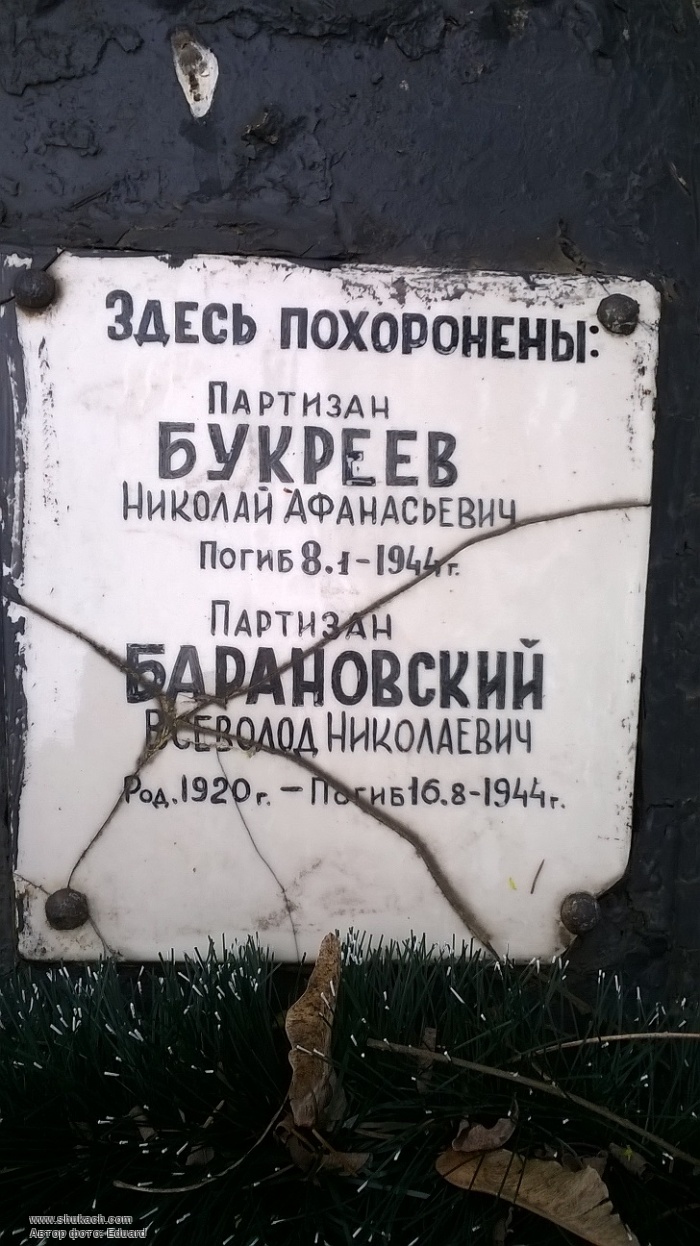 ЗДЕСЬ ПОХОРОНЕНЫ:
ПАРТИЗАН
БУКРЕЕВ
НИКОЛАЙ АФАНАСЬЕВИЧ
ПОГИБ 8.1-1944г.
ПАРТИЗАН
БАРАНОВСКИЙ
ВСЕВОЛОД НИКОЛАЕВИЧ
РОД. 1920г. – ПОГИБ 16.8-1944г.
www.shukach.com
Автор фото: Eduard